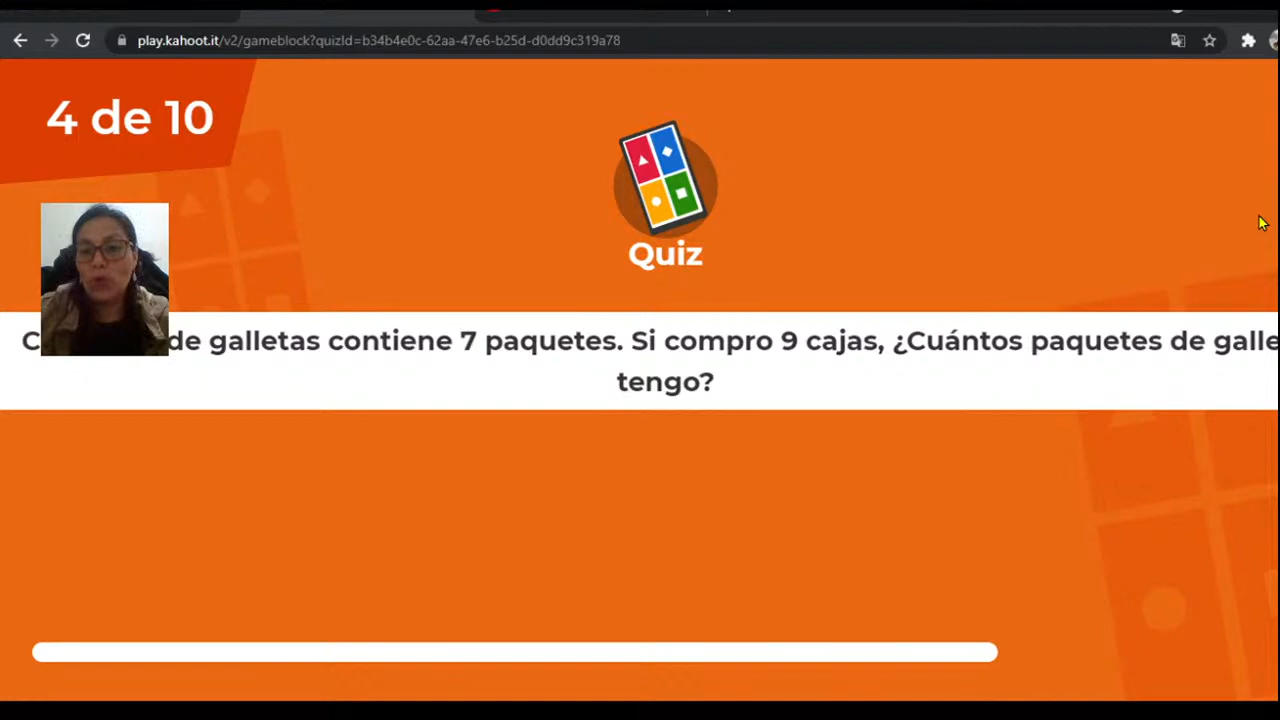 play.kahoot.it/v2/gameblock?quizId=b34b4e0c-62aa-47e6-b25d-d0dd9c319a78
4 de 10
Quiz
de galletas contiene 7 paquetes. Si compro 9 cajas, ¿Cuántos paquetes de galle
tengo?